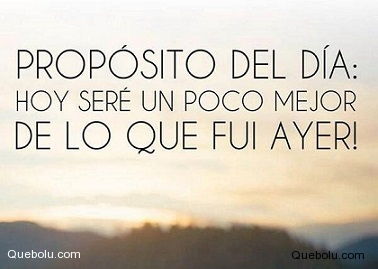 PROPÓSITO DEL DÍA:
HOY SERÉ UN POCO MEJOR
DE LO QUE FUI AYER!
Quebolu.com
Quebolu.com